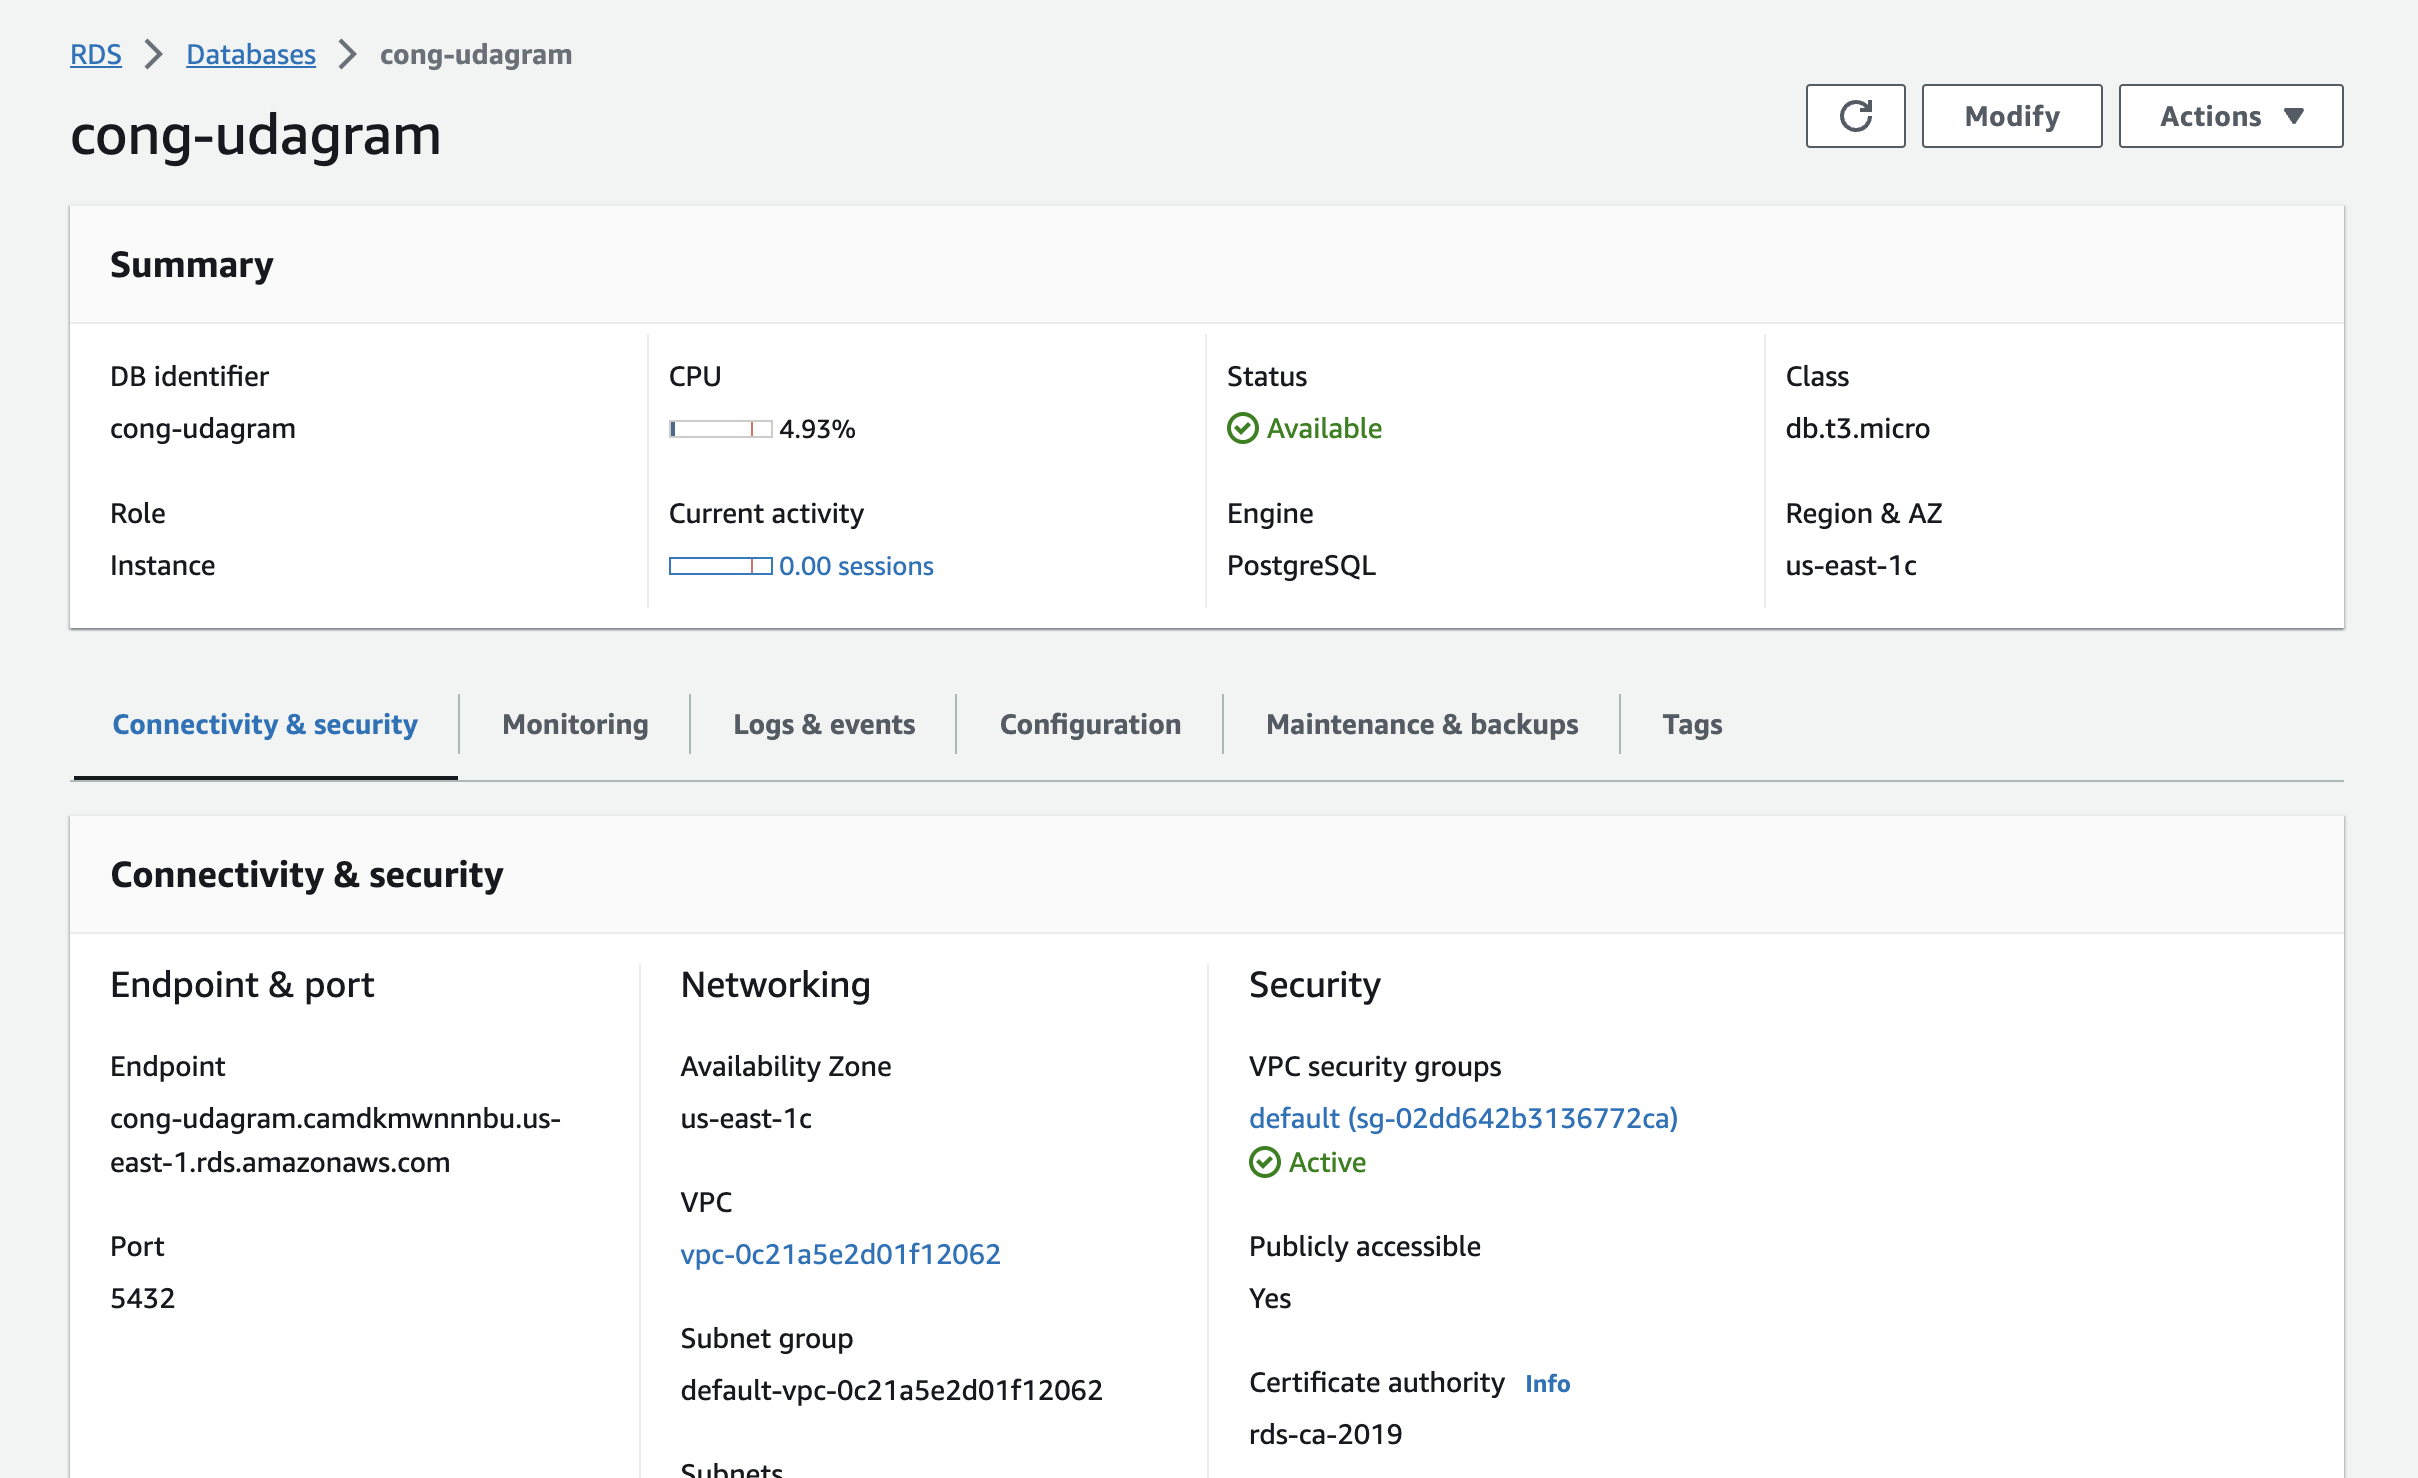 RDS > Databases > cong-udagram
cong-udagram
Modify
Actions
Summary
DB identifier
cong-udagram
CPU
4.93%
Status
Available
Class
db.t3.micro
Role
Instance
Current activity
0.00 sessions
Engine
PostgreSQL
Region & AZ
us-east-1c
Connectivity & security
Monitoring
Logs & events
Configuration
Maintenance & backups
Tags
Connectivity & security
Endpoint & port
Endpoint
cong-udagram.camdkmwnnnbu.us-
east-1.rds.amazonaws.com
Port
5432
Networking
Availability Zone
us-east-1c
VPC
vpc-0c21a5e2d01f12062
Subnet group
default-vpc-0c21a5e2d01f12062
Subnets
Security
VPC security groups
default (sg-02dd642b3136772ca)
Active
Publicly accessible
Yes
Certificate authority Info
rds-ca-2019